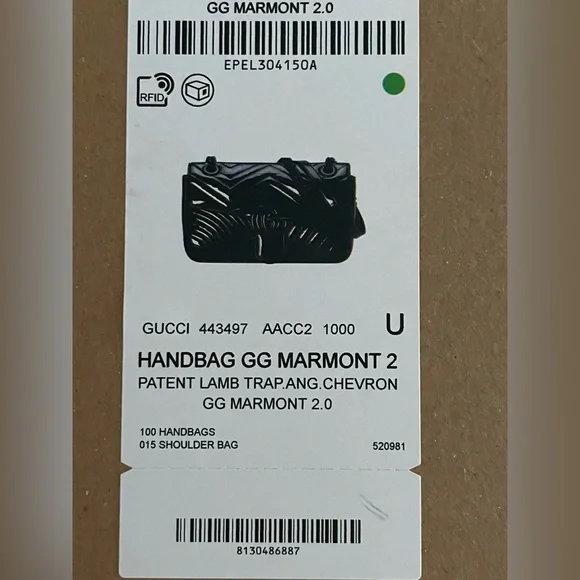 GG MARMONT 2.0
EPEL304150A
RFID
GUCCI 443497 AACC2 1000 U
HANDBAG GG MARMONT 2
PATENT LAMB TRAP.ANG.CHEVRON
GG MARMONT 2.0
100 HANDBAGS
015 SHOULDER BAG 520981
8130486887